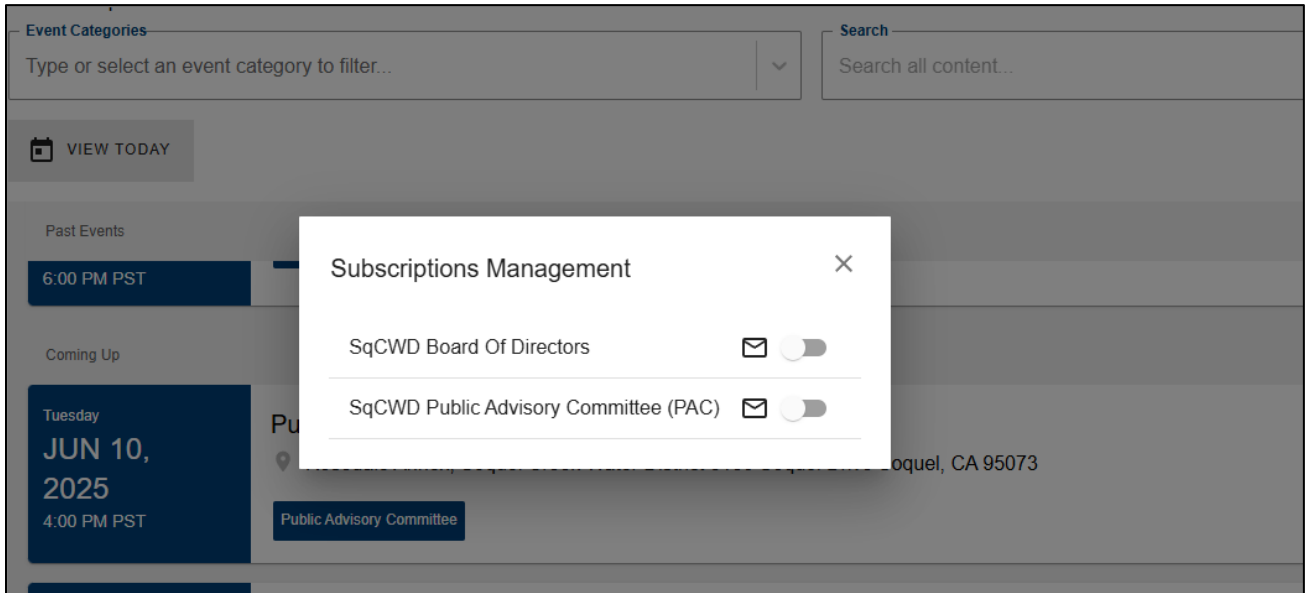 Event Categories
Type or select an event category to filter...
Search
Search all content...
VIEW TODAY
Past Events
6:00 PM PST
Subscriptions Management
SqCWD Board Of Directors
SqCWD Public Advisory Committee (PAC)
Coming Up
Tuesday
JUN 10,
2025
4:00 PM PST
Pu
oquel, CA 95073
Public Advisory Committee